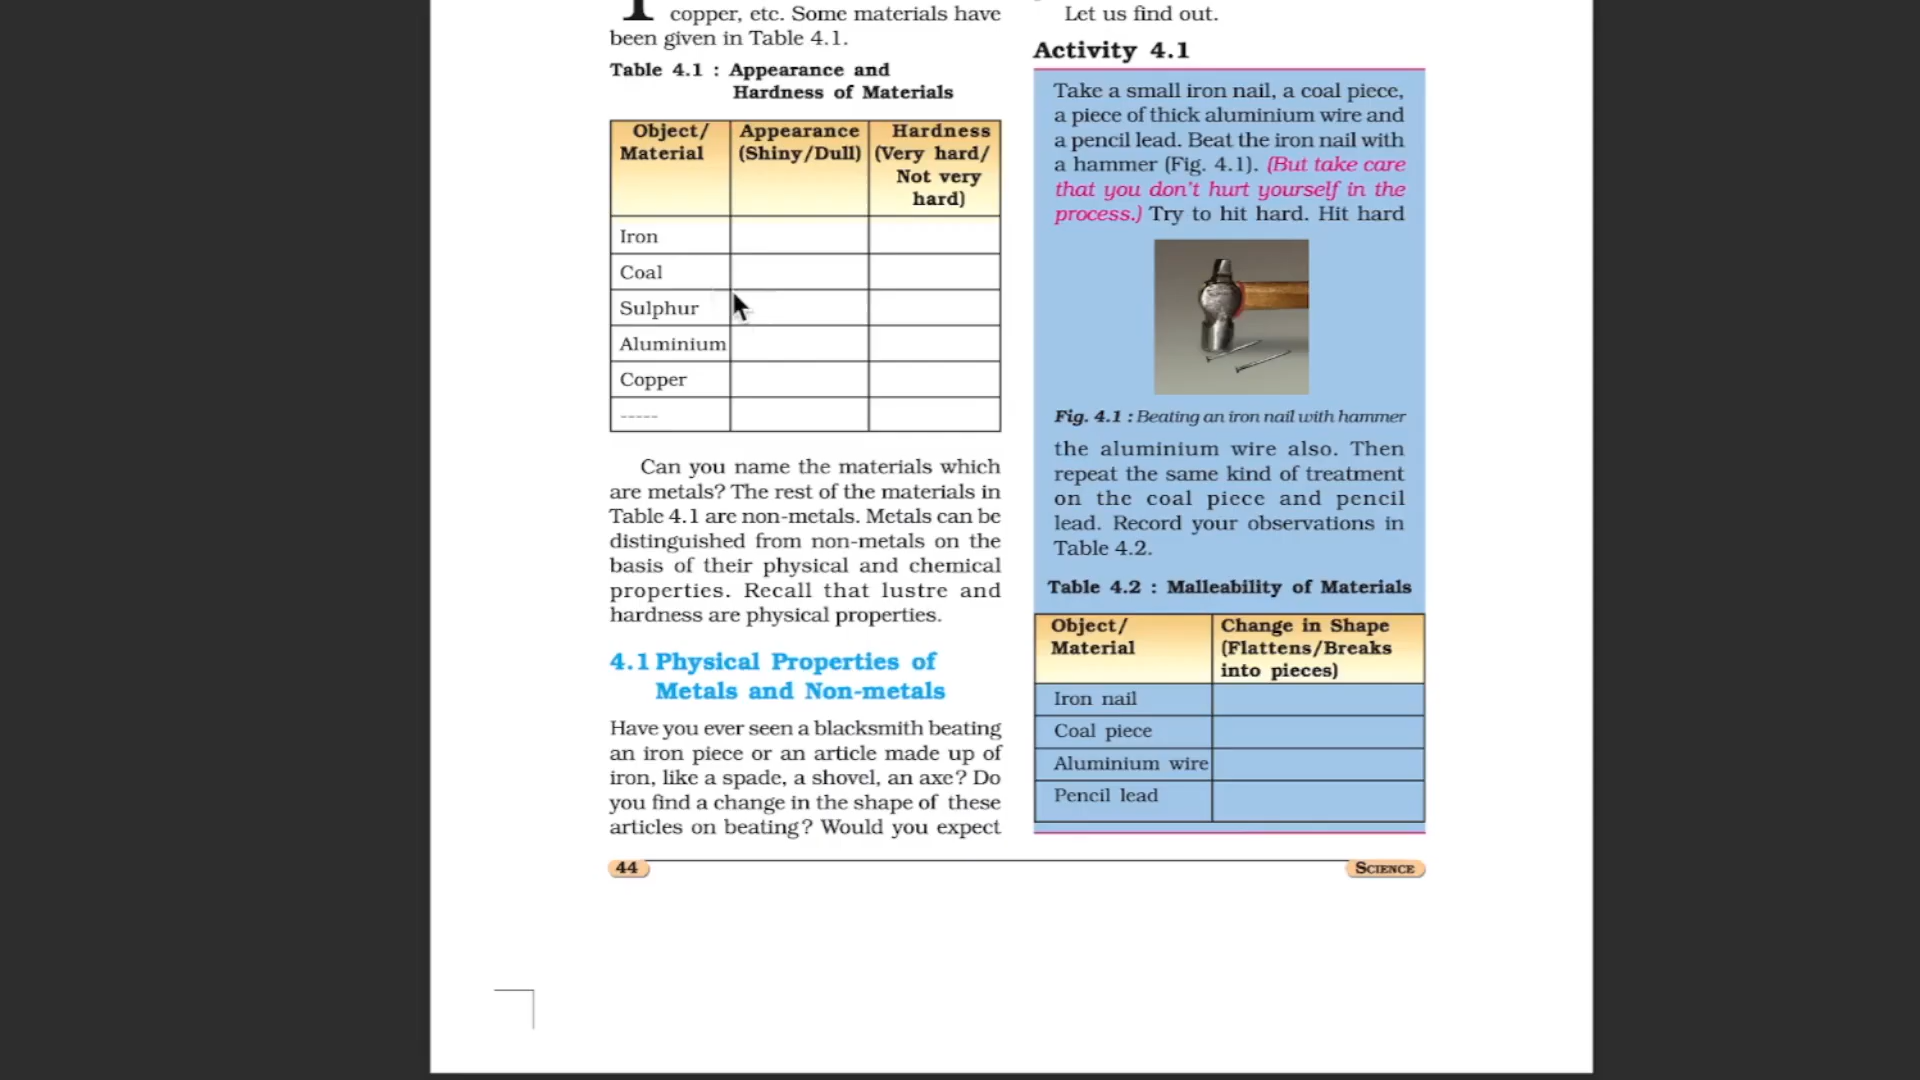 copper, etc. Some materials have
been given in Table 4.1.
Table 4.1 : Appearance and
Hardness of Materials
Object/ Appearance Hardness
Material (Shiny/Dull) (Very hard/
Not very
hard)
Iron
Coal
Sulphur
Aluminium
Copper
-----
Can you name the materials which
are metals? The rest of the materials in
Table 4.1 are non-metals. Metals can be
distinguished from non-metals on the
basis of their physical and chemical
properties. Recall that lustre and
hardness are physical properties.
4.1 Physical Properties of
Metals and Non-metals
Have you ever seen a blacksmith beating
an iron piece or an article made up of
iron, like a spade, a shovel, an axe? Do
you find a change in the shape of these
articles on beating? Would you expect
Let us find out.
Activity 4.1
Take a small iron nail, a coal piece,
a piece of thick aluminium wire and
a pencil lead. Beat the iron nail with
a hammer (Fig. 4.1). (But take care
that you don't hurt yourself in the
process.) Try to hit hard. Hit hard
Fig. 4.1 : Beating an iron nail with hammer
the aluminium wire also. Then
repeat the same kind of treatment
on the coal piece and pencil
lead. Record your observations in
Table 4.2.
Table 4.2 : Malleability of Materials
Object/ Change in Shape
Material (Flattens/Breaks
into pieces)
Iron nail
Coal piece
Aluminium wire
Pencil lead
44
SCIENCE